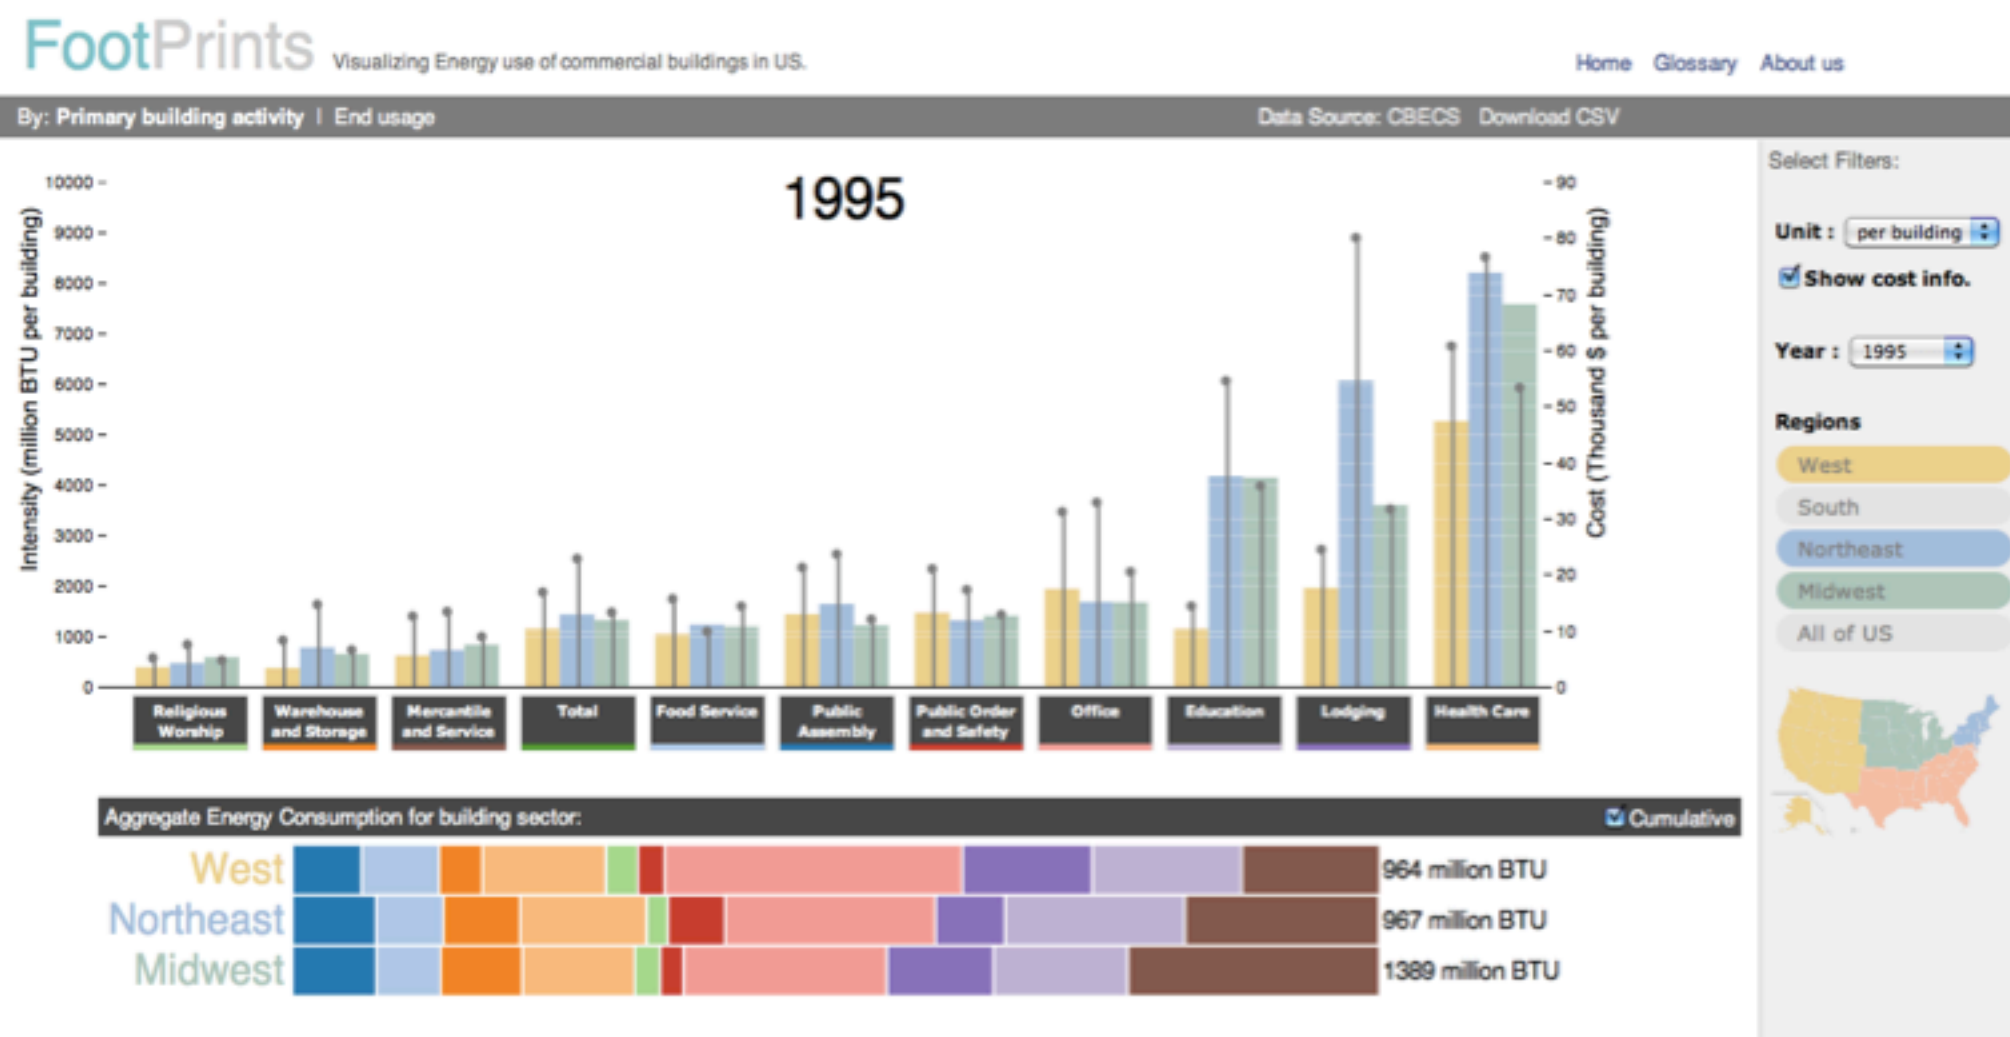 FootPrints Visualizing Energy use of commercial buildings in US.
Home Glossary About us
By: Primary building activity | End usage
Data Source: CBECS Download CSV
1995
Intensity (million BTU per building)
10000
9000
8000
7000
6000
5000
4000
3000
2000
1000
0
90
80
70
60
50
40
30
20
10
0
Cost (Thousand $ per building)
Religious
Worship
Warehouse
and Storage
Mercantile
and Service
Total
Food Service
Public
Assembly
Public Order
and Safety
Office
Education
Lodging
Health Care
Select Filters:
Unit : per building
Show cost info.
Year : 1995
Regions
West
South
Northeast
Midwest
All of US
Aggregate Energy Consumption for building sector: Cumulative
West 964 million BTU
Northeast 967 million BTU
Midwest 1389 million BTU